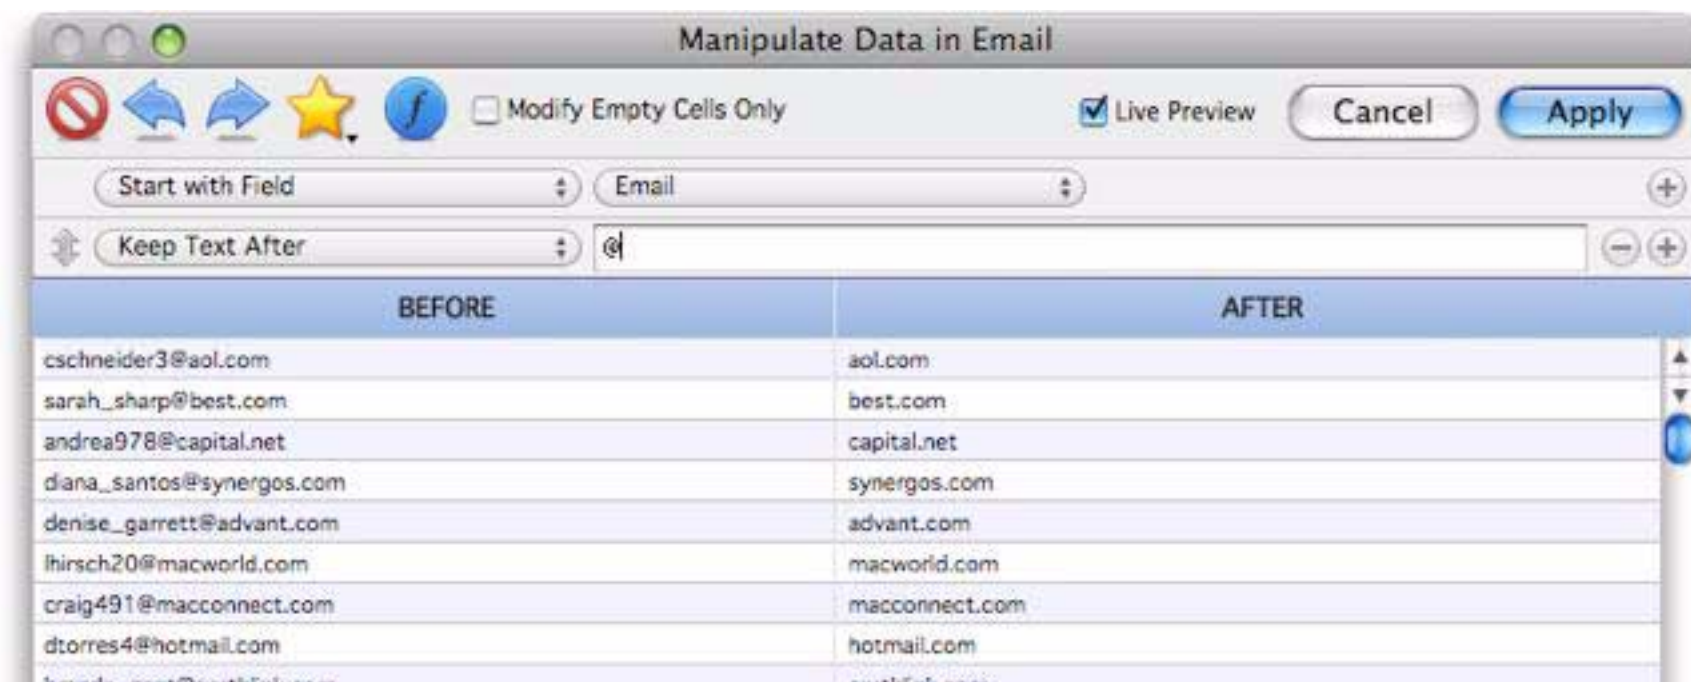 Manipulate Data in Email
f Modify Empty Cells Only Live Preview Cancel Apply
Start with Field Email
Keep Text After @
BEFORE AFTER
cschneider3@aol.com aol.com
sarah_sharp@best.com best.com
andrea978@capital.net capital.net
diana_santos@synergos.com synergos.com
denise_garrett@advant.com advant.com
lhirsch20@macworld.com macworld.com
craig491@macconnect.com macconnect.com
dtorres4@hotmail.com hotmail.com